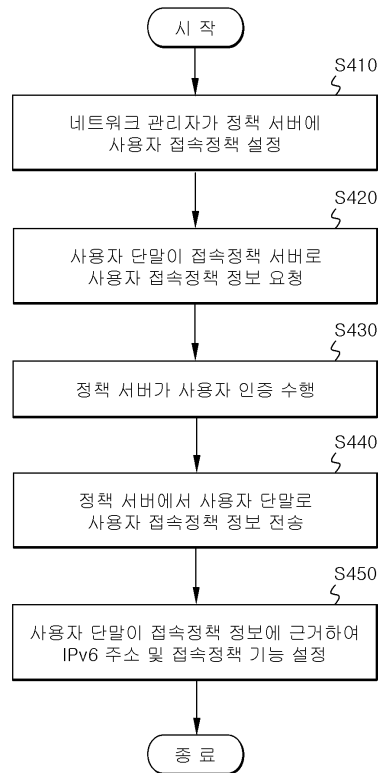 시 작
S410
네트워크 관리자가 정책 서버에
사용자 접속정책 설정
S420
사용자 단말이 접속정책 서버로
사용자 접속정책 정보 요청
S430
정책 서버가 사용자 인증 수행
S440
정책 서버에서 사용자 단말로
사용자 접속정책 정보 전송
S450
사용자 단말이 접속정책 정보에 근거하여
IPv6 주소 및 접속정책 기능 설정
종 료